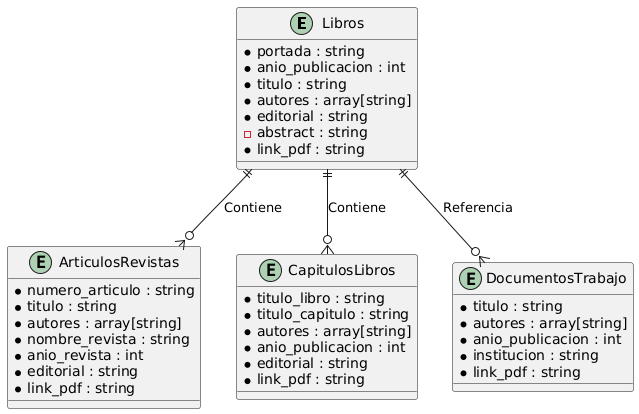 E Libros
portada : string
anio_publicacion : int
titulo : string
autores : array[string]
editorial : string
abstract : string
link_pdf : string
Contiene
Contiene
Referencia
E ArticulosRevistas
numero_articulo : string
titulo : string
autores : array[string]
nombre_revista : string
anio_revista : int
editorial : string
link_pdf : string
E CapitulosLibros
titulo_libro : string
titulo_capitulo : string
autores : array[string]
anio_publicacion : int
editorial : string
link_pdf : string
E DocumentosTrabajo
titulo : string
autores : array[string]
anio_publicacion : int
institucion : string
link_pdf : string